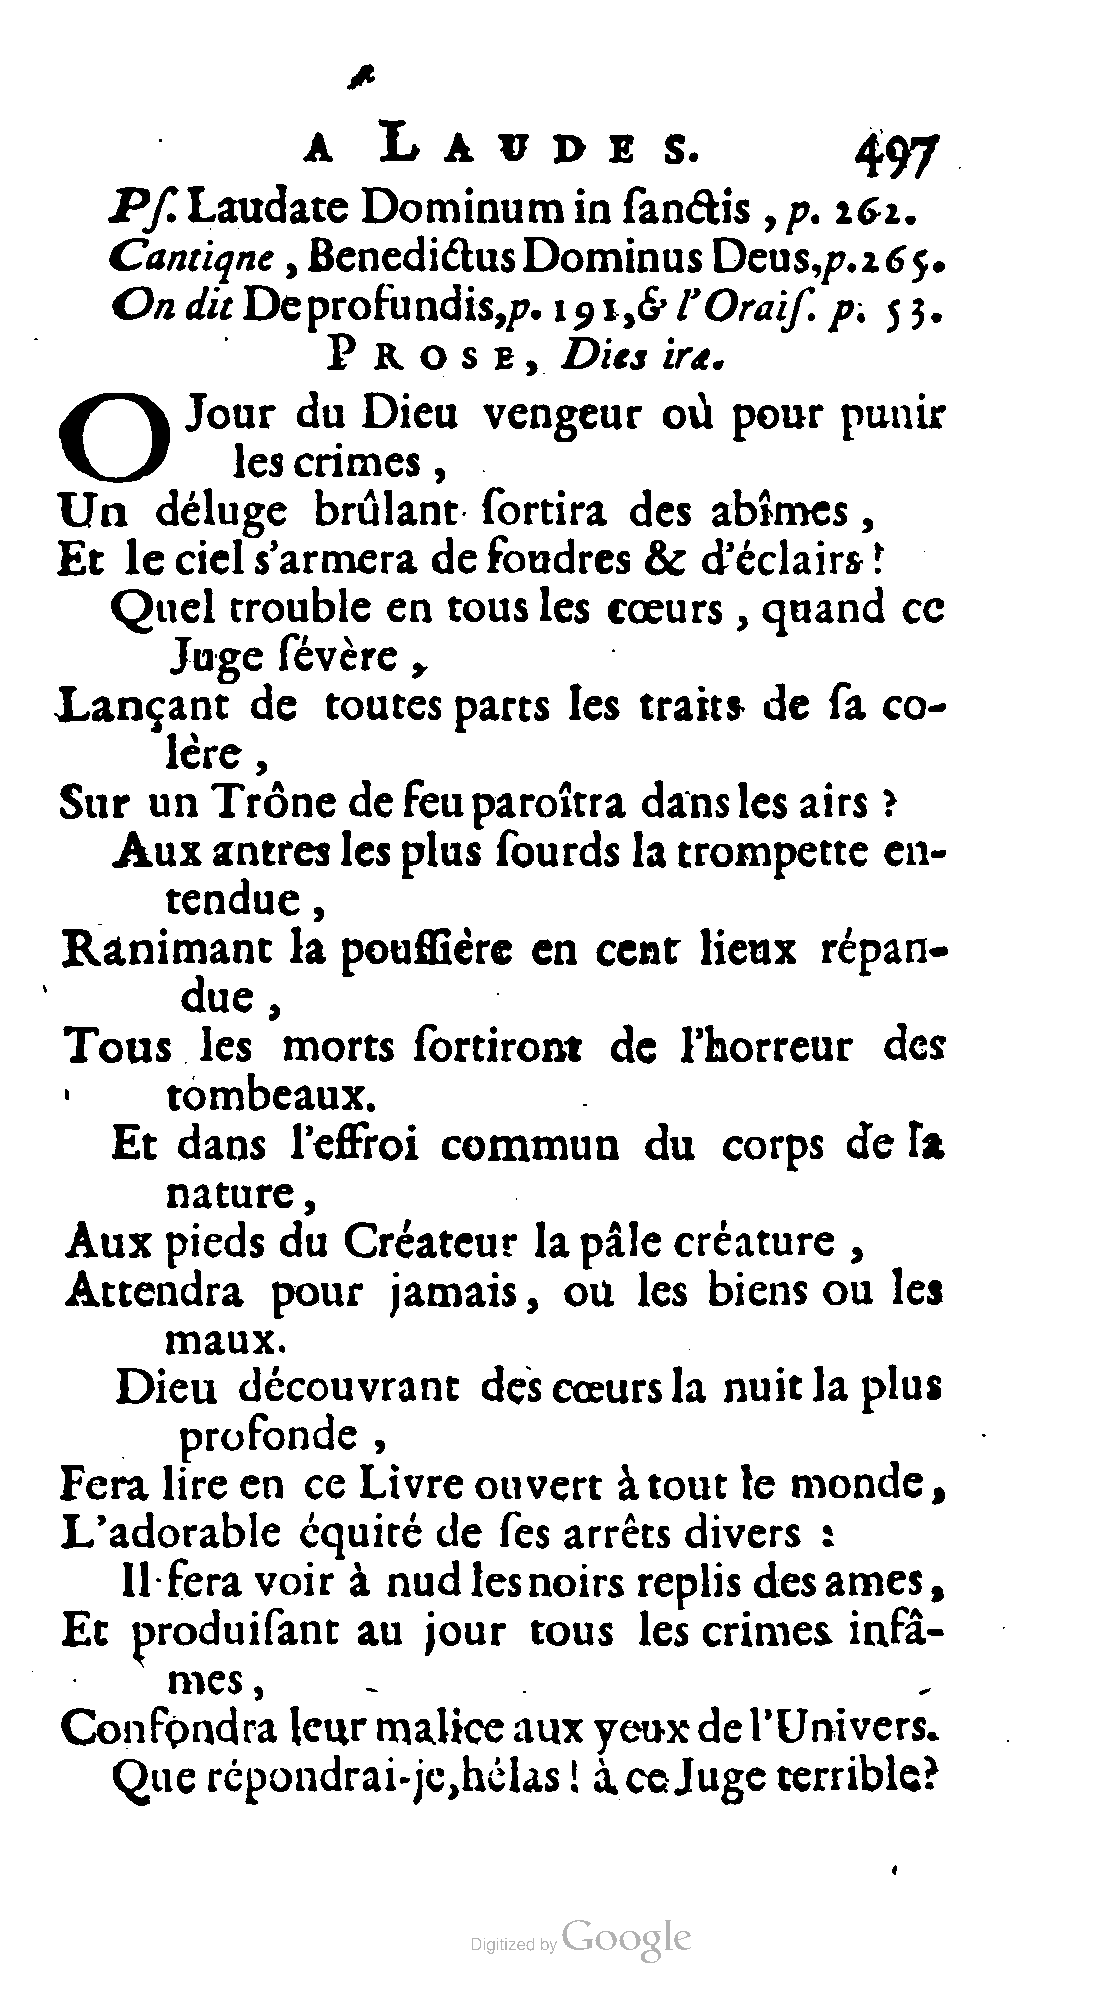 A LAUDES. 497
Pſ. Laudate Dominum in ſanctis , p. 262.
Cantique , Benedictus Dominus Deus, p. 265.
On dit De profundis, p. 191, & l'Oraiſ. p. 53.
PROSE, Dies iræ.
O Jour du Dieu vengeur où pour punir
les crimes ,
Un déluge brûlant ſortira des abîmes ,
Et le ciel s'armera de foudres & d'éclairs !
Quel trouble en tous les cœurs , quand ce
Juge ſévère ,
Lançant de toutes parts les traits de ſa co-
lère ,
Sur un Trône de feu paroîtra dans les airs ?
Aux antres les plus ſourds la trompette en-
tendue ,
Ranimant la pouſſière en cent lieux répan-
due ,
Tous les morts ſortiront de l'horreur des
tombeaux.
Et dans l'effroi commun du corps de la
nature ,
Aux pieds du Créateur la pâle créature ,
Attendra pour jamais , ou les biens ou les
maux.
Dieu découvrant des cœurs la nuit la plus
profonde ,
Fera lire en ce Livre ouvert à tout le monde,
L'adorable équité de ſes arrêts divers :
Il fera voir à nud les noirs replis des ames,
Et produiſant au jour tous les crimes infâ-
mes ,
Confondra leur malice aux yeux de l'Univers.
Que répondrai-je, hélas ! à ce Juge terrible?
Digitized by Google